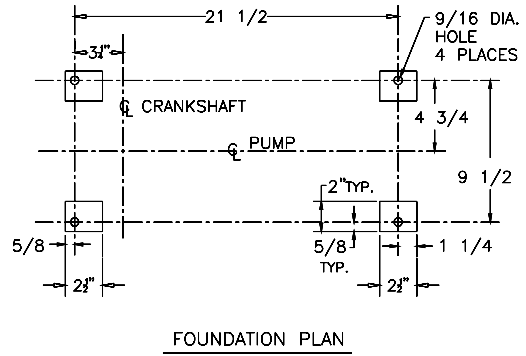 21 1/2
9/16 DIA.
HOLE
4 PLACES
3¼"
℄ CRANKSHAFT
4 3/4
℄ PUMP
9 1/2
2" TYP.
5/8
5/8
TYP.
1 1/4
2½"
2½"
FOUNDATION PLAN